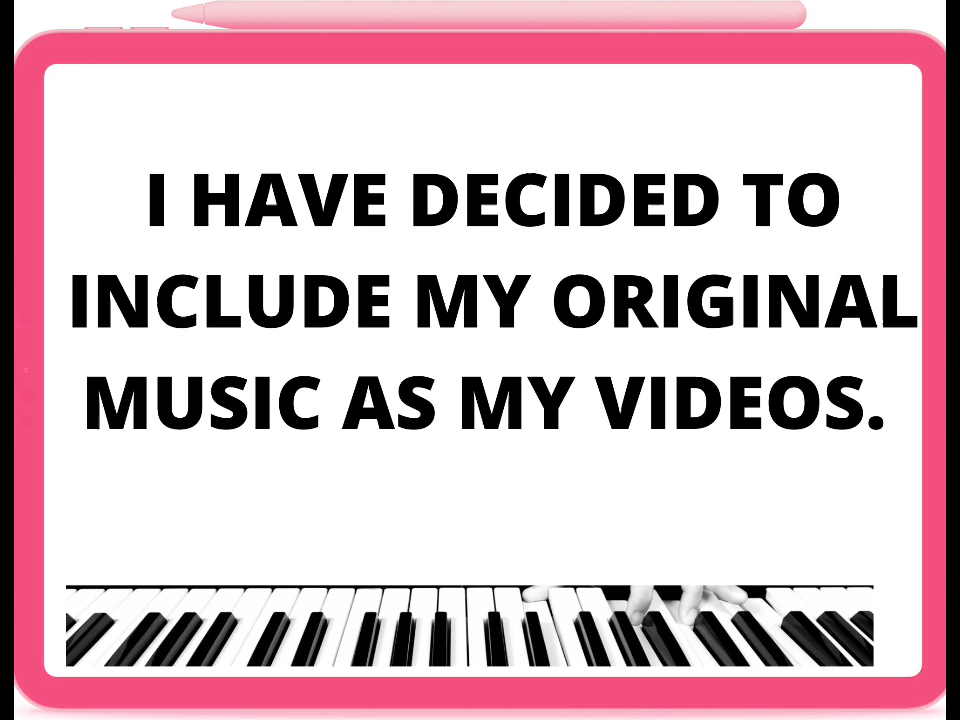 I HAVE DECIDED TO
INCLUDE MY ORIGINAL
MUSIC AS MY VIDEOS.